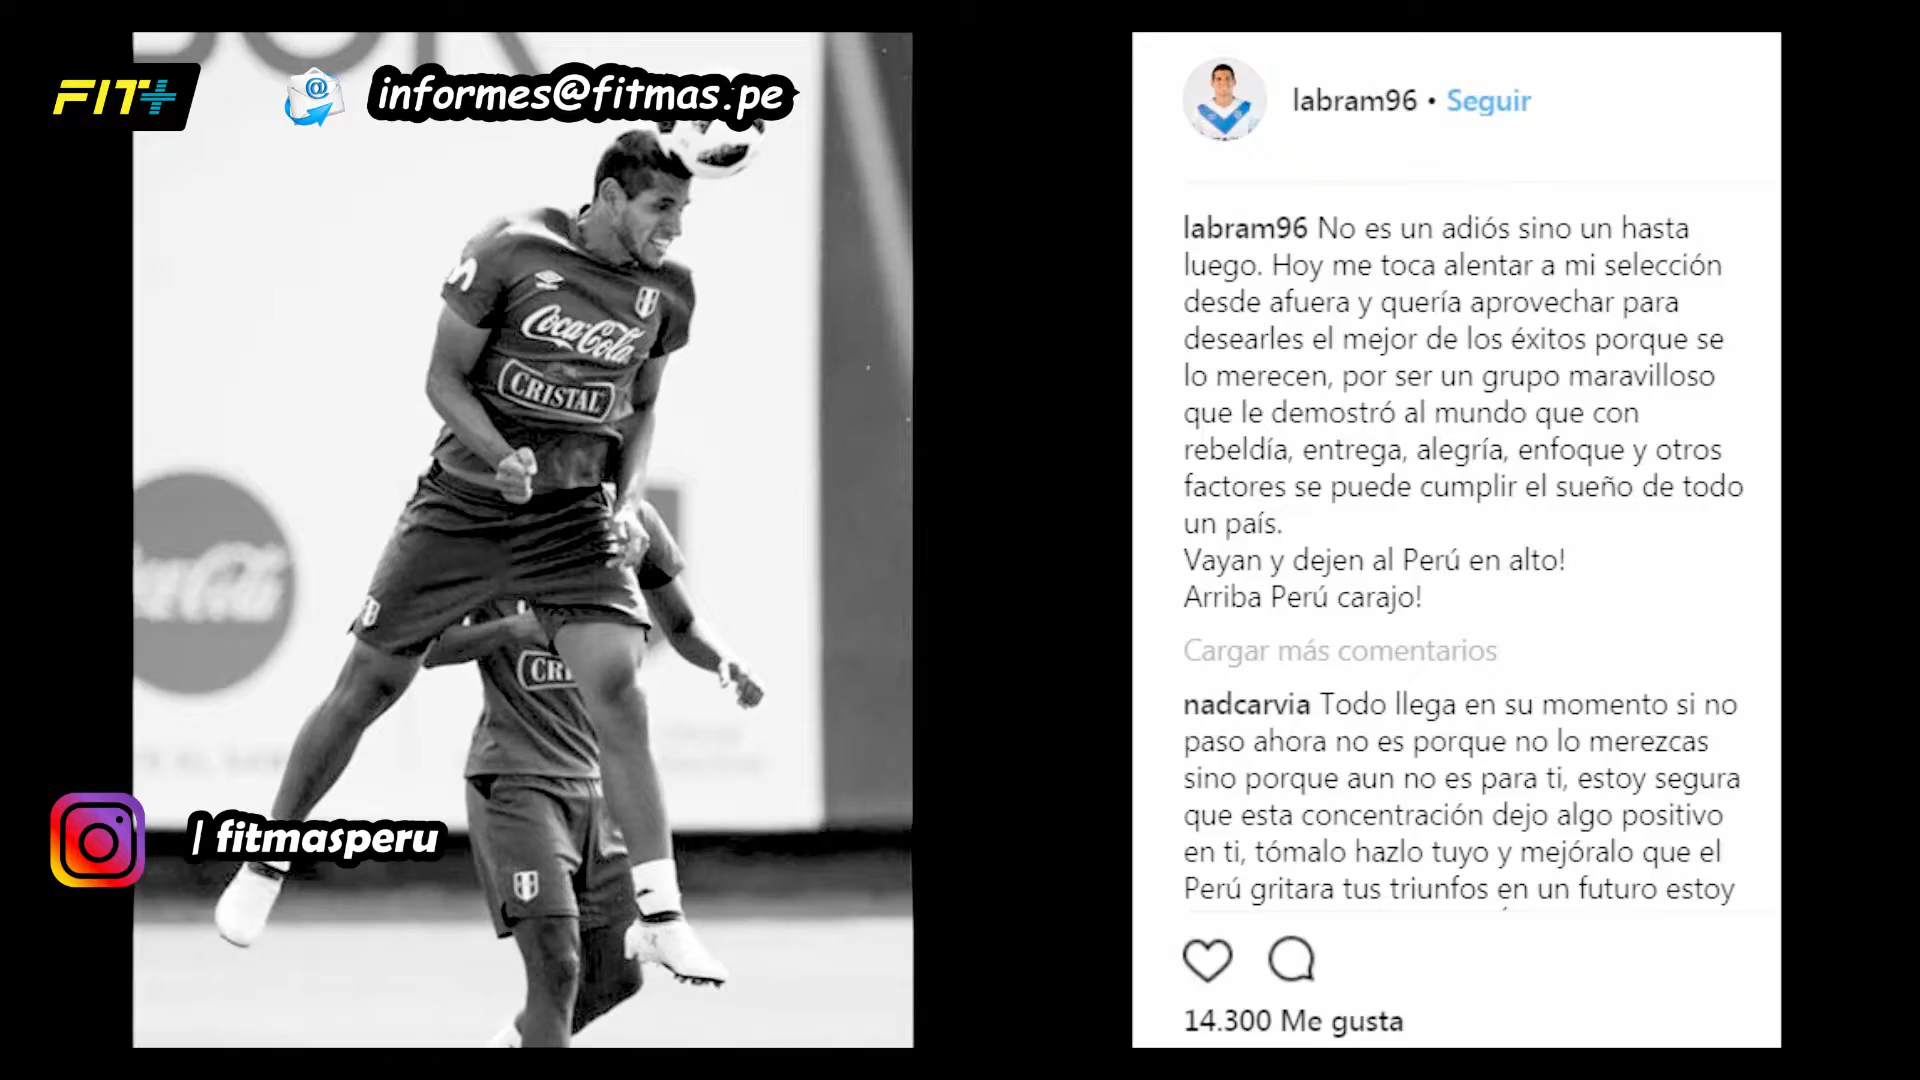 FIT+
informes@fitmas.pe
Coca-Cola
CRISTAL
Coca-Cola
| fitmasperu
labram96 • Seguir
labram96 No es un adiós sino un hasta
luego. Hoy me toca alentar a mi selección
desde afuera y quería aprovechar para
desearles el mejor de los éxitos porque se
lo merecen, por ser un grupo maravilloso
que le demostró al mundo que con
rebeldía, entrega, alegría, enfoque y otros
factores se puede cumplir el sueño de todo
un país.
Vayan y dejen al Perú en alto!
Arriba Perú carajo!
Cargar más comentarios
nadcarvia Todo llega en su momento si no
paso ahora no es porque no lo merezcas
sino porque aun no es para ti, estoy segura
que esta concentración dejo algo positivo
en ti, tómalo hazlo tuyo y mejóralo que el
Perú gritara tus triunfos en un futuro estoy
14.300 Me gusta